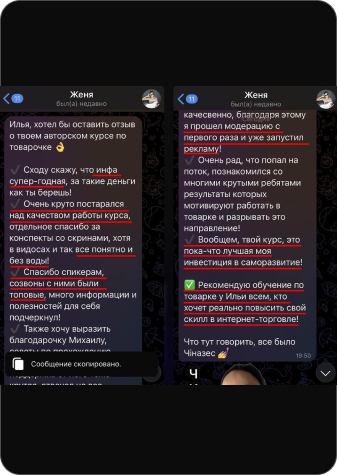 11
Женя
был(а) недавно
Илья, хотел бы оставить отзыв
о твоем авторском курсе по
товарочке 👌
✔️ Сходу скажу, что инфа
супер-годная, за такие деньги
как ты берешь!
✔️ Очень круто постарался
над качеством работы курса,
отдельное спасибо за
конспекты со скринами, хотя
в видосах и так все понятно и
без воды!
✔️ Спасибо спикерам,
созвоны с ними были
топовые, много информации и
полезностей для себя
подчеркнул!
✔️ Также хочу выразить
благодарочку Михаилу,
Сообщение скопировано.
11
Женя
был(а) недавно
качесвенно, благодаря этому
я прошел модерацию с
первого раза и уже запустил
рекламу!
✔️ Очень рад, что попал на
поток, познакомился со
многими крутыми ребятами
результаты которых
мотивируют работать в
товарке и разрывать это
направление!
✔️ Вообщем, твой курс, это
пока-что лучшая моя
инвестиция в саморазвитие!
✅ Рекомендую обучение по
товарке у Ильи всем, кто
хочет реально повысить свой
скилл в интернет-торговле!
Что тут говорить, все было
Чіназес 💅
19:50